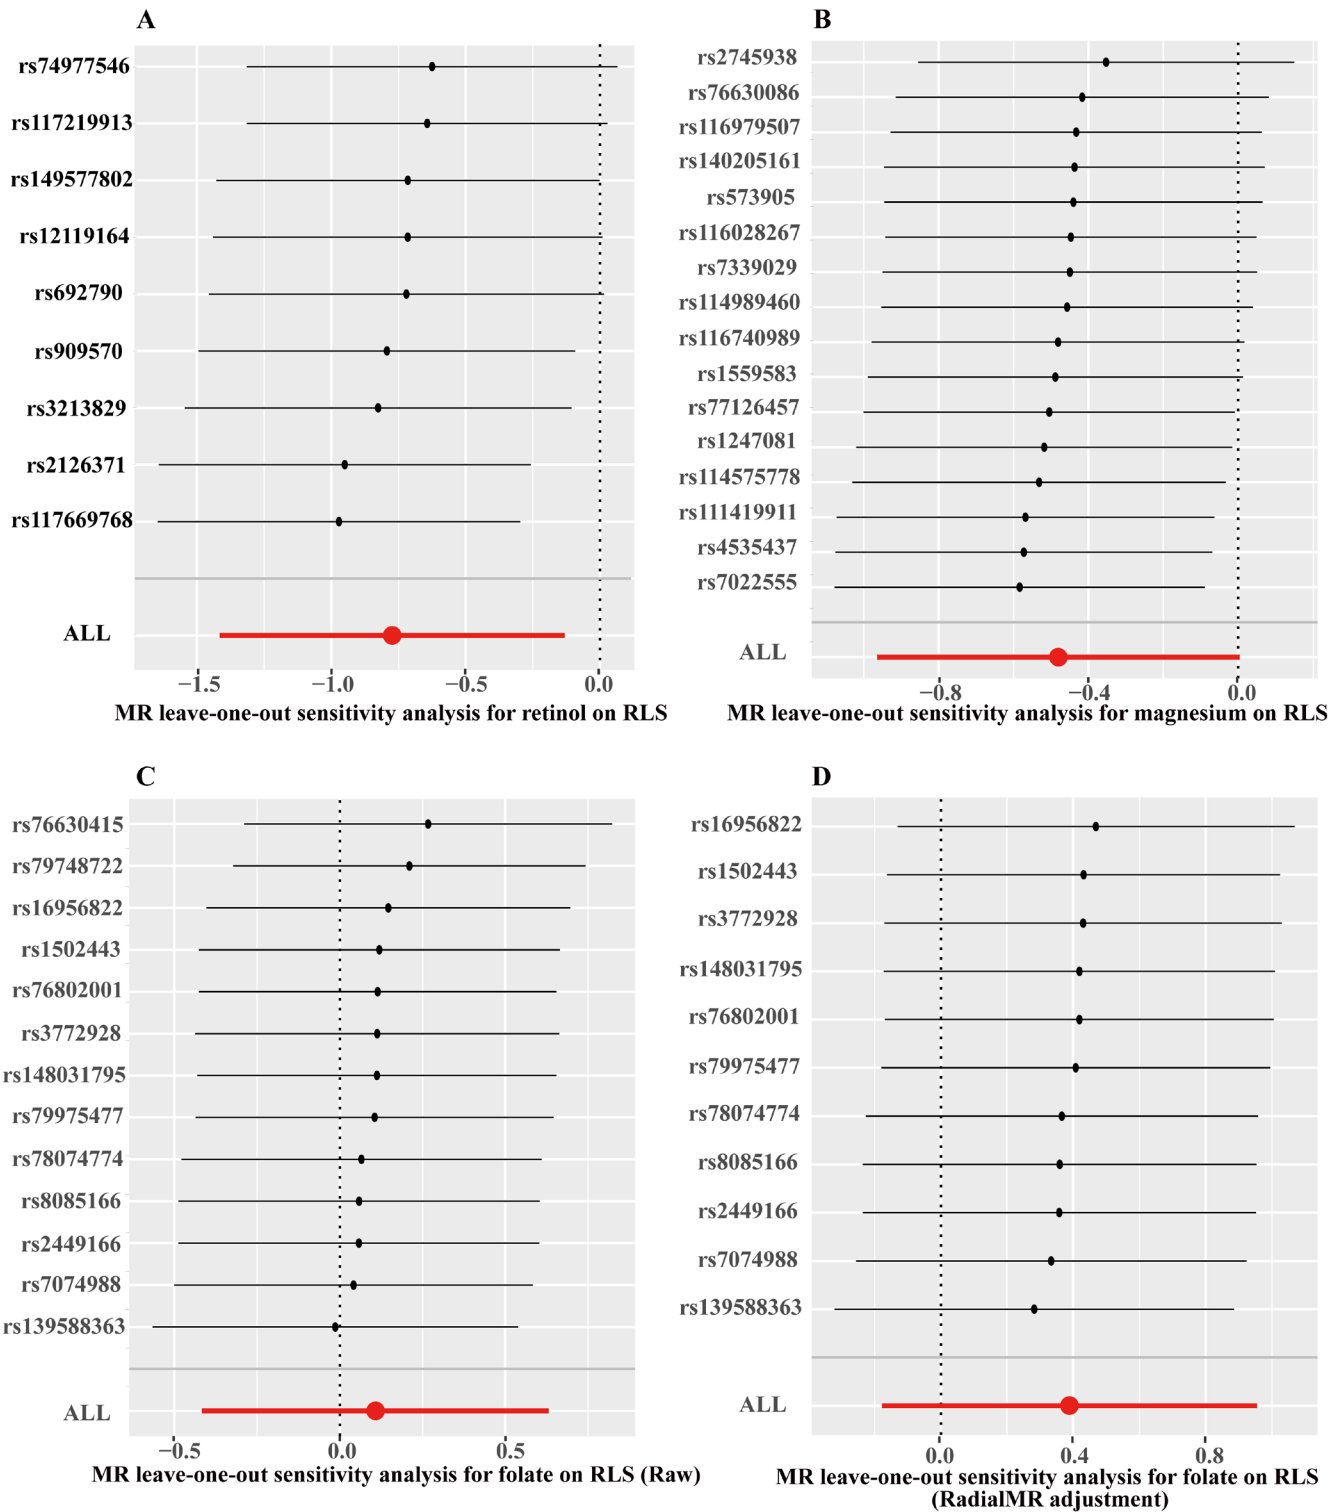 A
rs74977546
rs117219913
rs149577802
rs12119164
rs692790
rs909570
rs3213829
rs2126371
rs117669768
ALL
−1.5 −1.0 −0.5 0.0
MR leave-one-out sensitivity analysis for retinol on RLS
B
rs2745938
rs76630086
rs116979507
rs140205161
rs573905
rs116028267
rs7339029
rs114989460
rs116740989
rs1559583
rs77126457
rs1247081
rs114575778
rs111419911
rs4535437
rs7022555
ALL
−0.8 −0.4 0.0
MR leave-one-out sensitivity analysis for magnesium on RLS
C
rs76630415
rs79748722
rs16956822
rs1502443
rs76802001
rs3772928
rs148031795
rs79975477
rs78074774
rs8085166
rs2449166
rs7074988
rs139588363
ALL
−0.5 0.0 0.5
MR leave-one-out sensitivity analysis for folate on RLS (Raw)
D
rs16956822
rs1502443
rs3772928
rs148031795
rs76802001
rs79975477
rs78074774
rs8085166
rs2449166
rs7074988
rs139588363
ALL
0.0 0.4 0.8
MR leave-one-out sensitivity analysis for folate on RLS
(RadialMR adjustment)